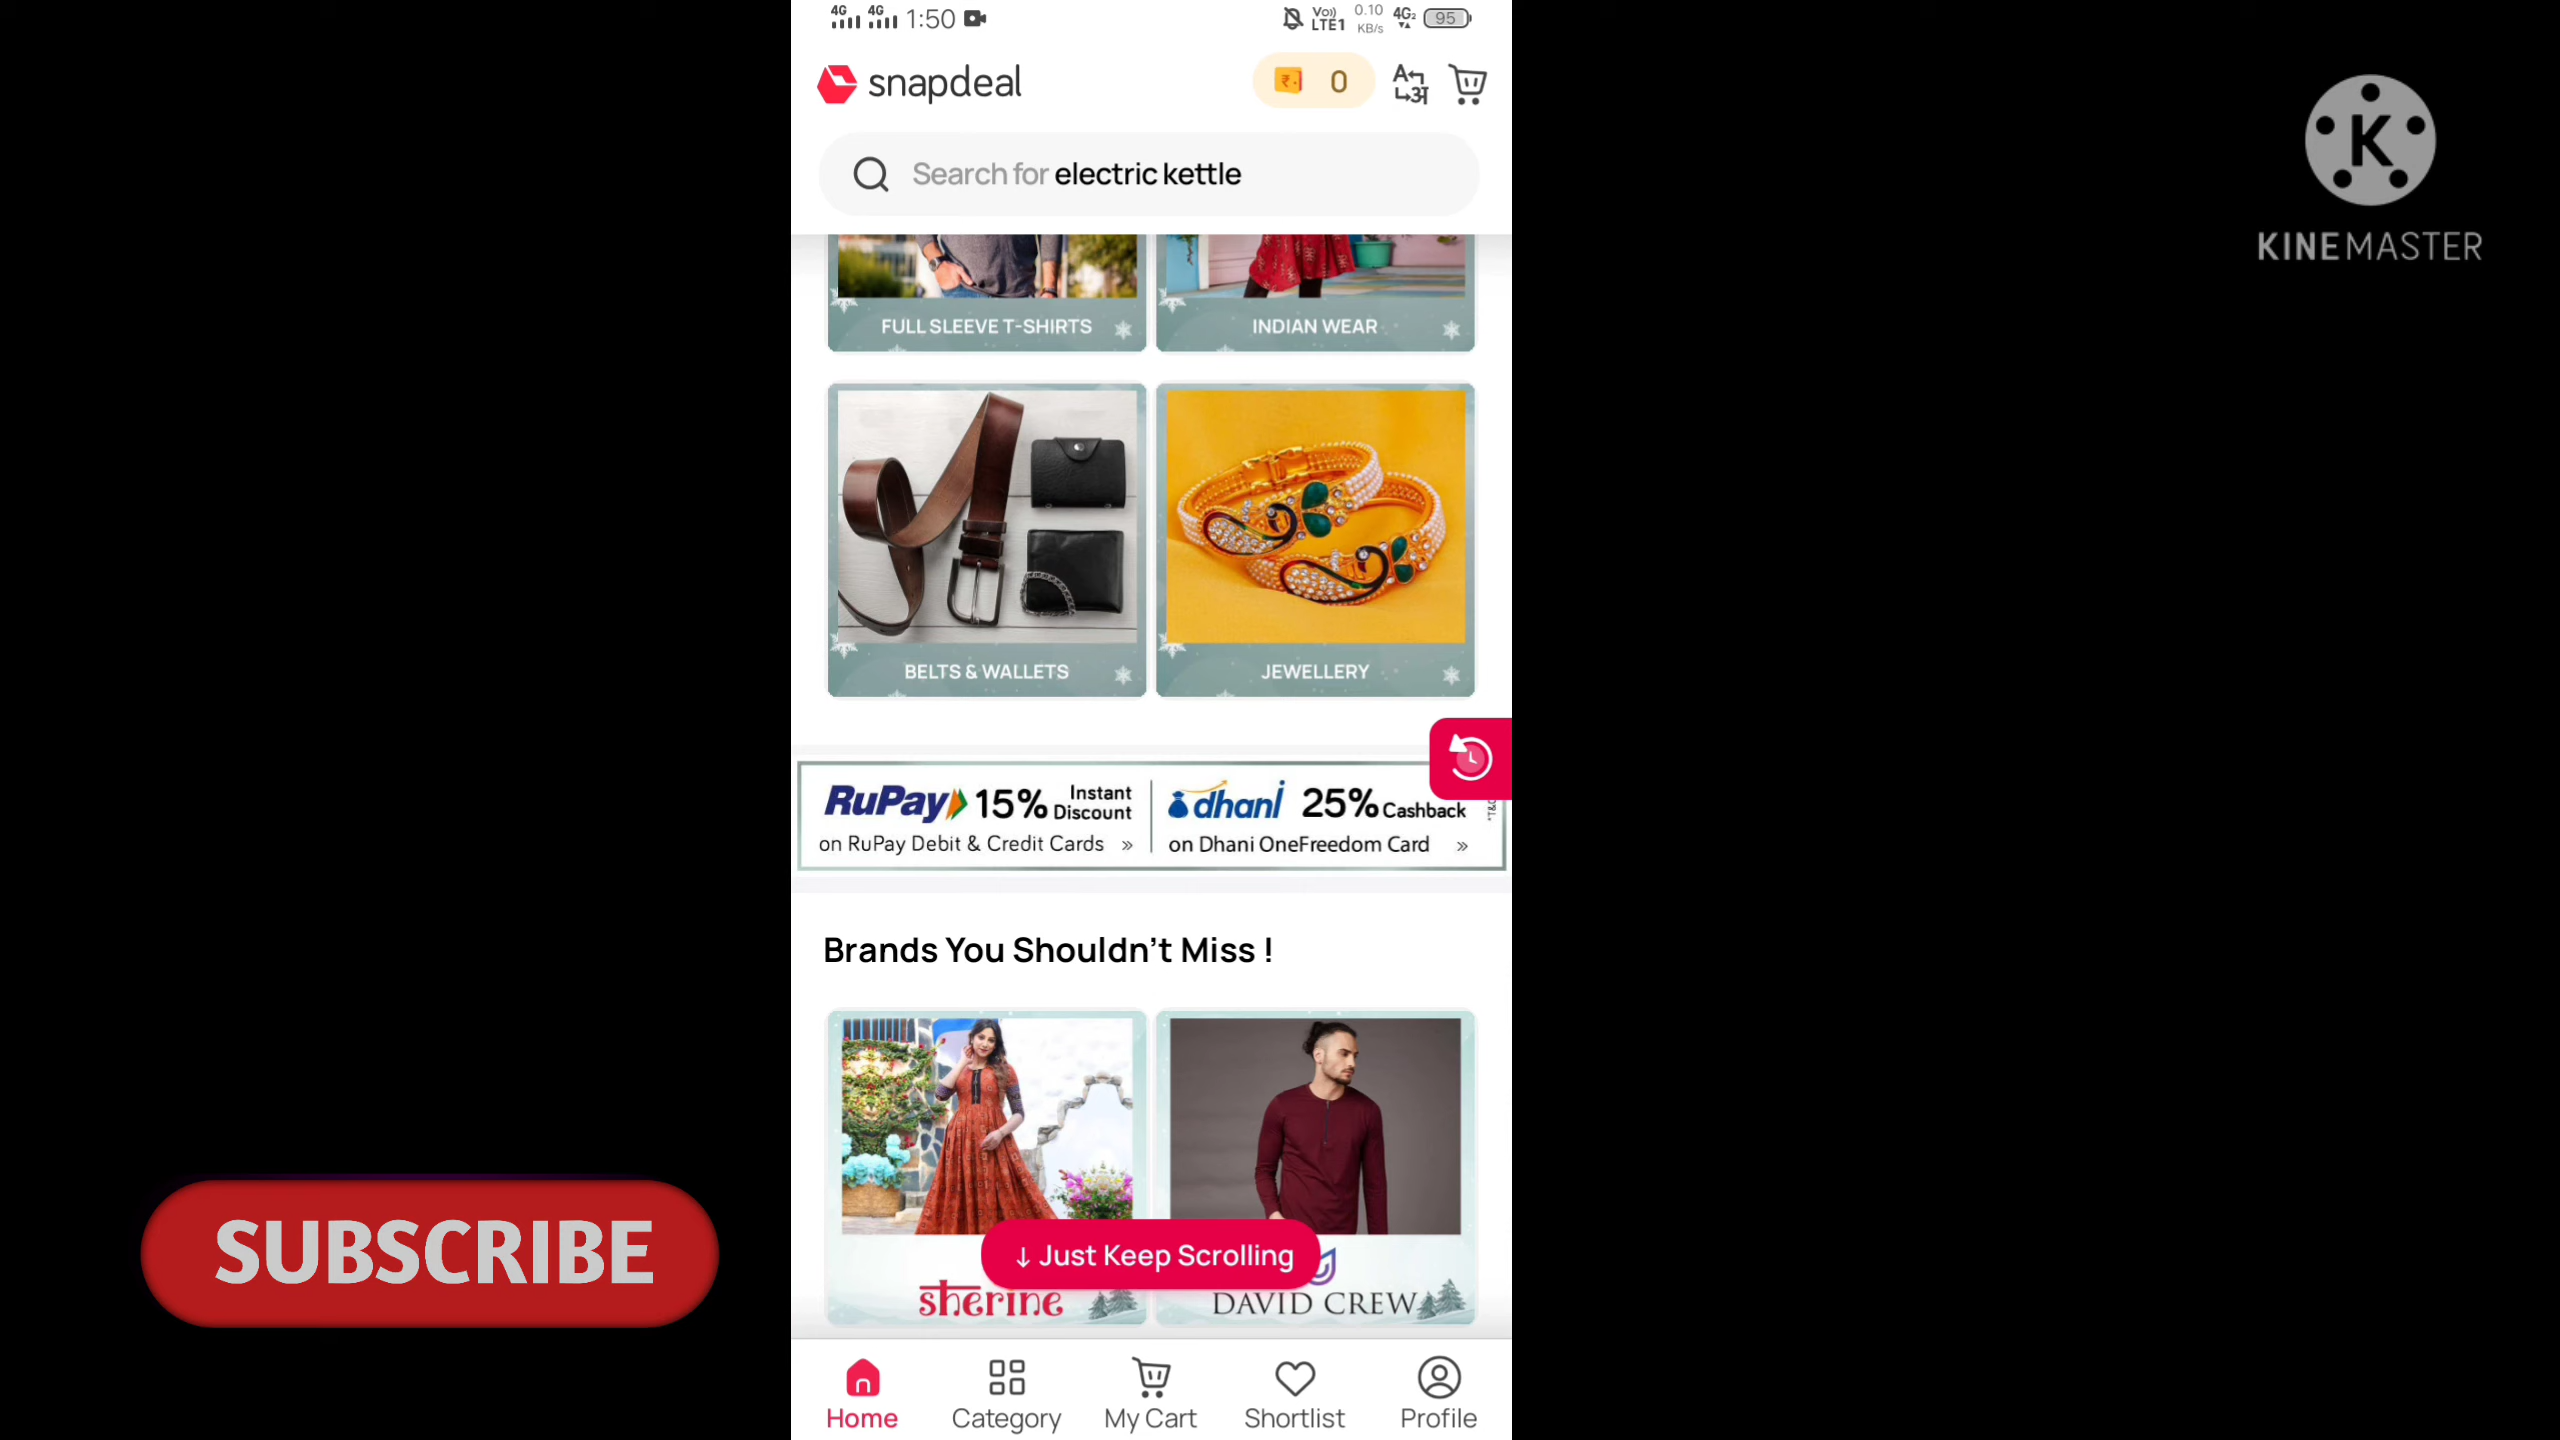 4G 4G 1:50 Vo)) LTE1 0.10 KB/s 4G2 95
snapdeal 0 A अ
Search for electric kettle
KINEMASTER
FULL SLEEVE T-SHIRTS
INDIAN WEAR
BELTS & WALLETS
JEWELLERY
RuPay 15% Instant Discount
on RuPay Debit & Credit Cards »
dhani 25% Cashback
on Dhani OneFreedom Card »
*T&C
Brands You Shouldn't Miss !
↓ Just Keep Scrolling
sherine
DAVID CREW
SUBSCRIBE
Home Category My Cart Shortlist Profile